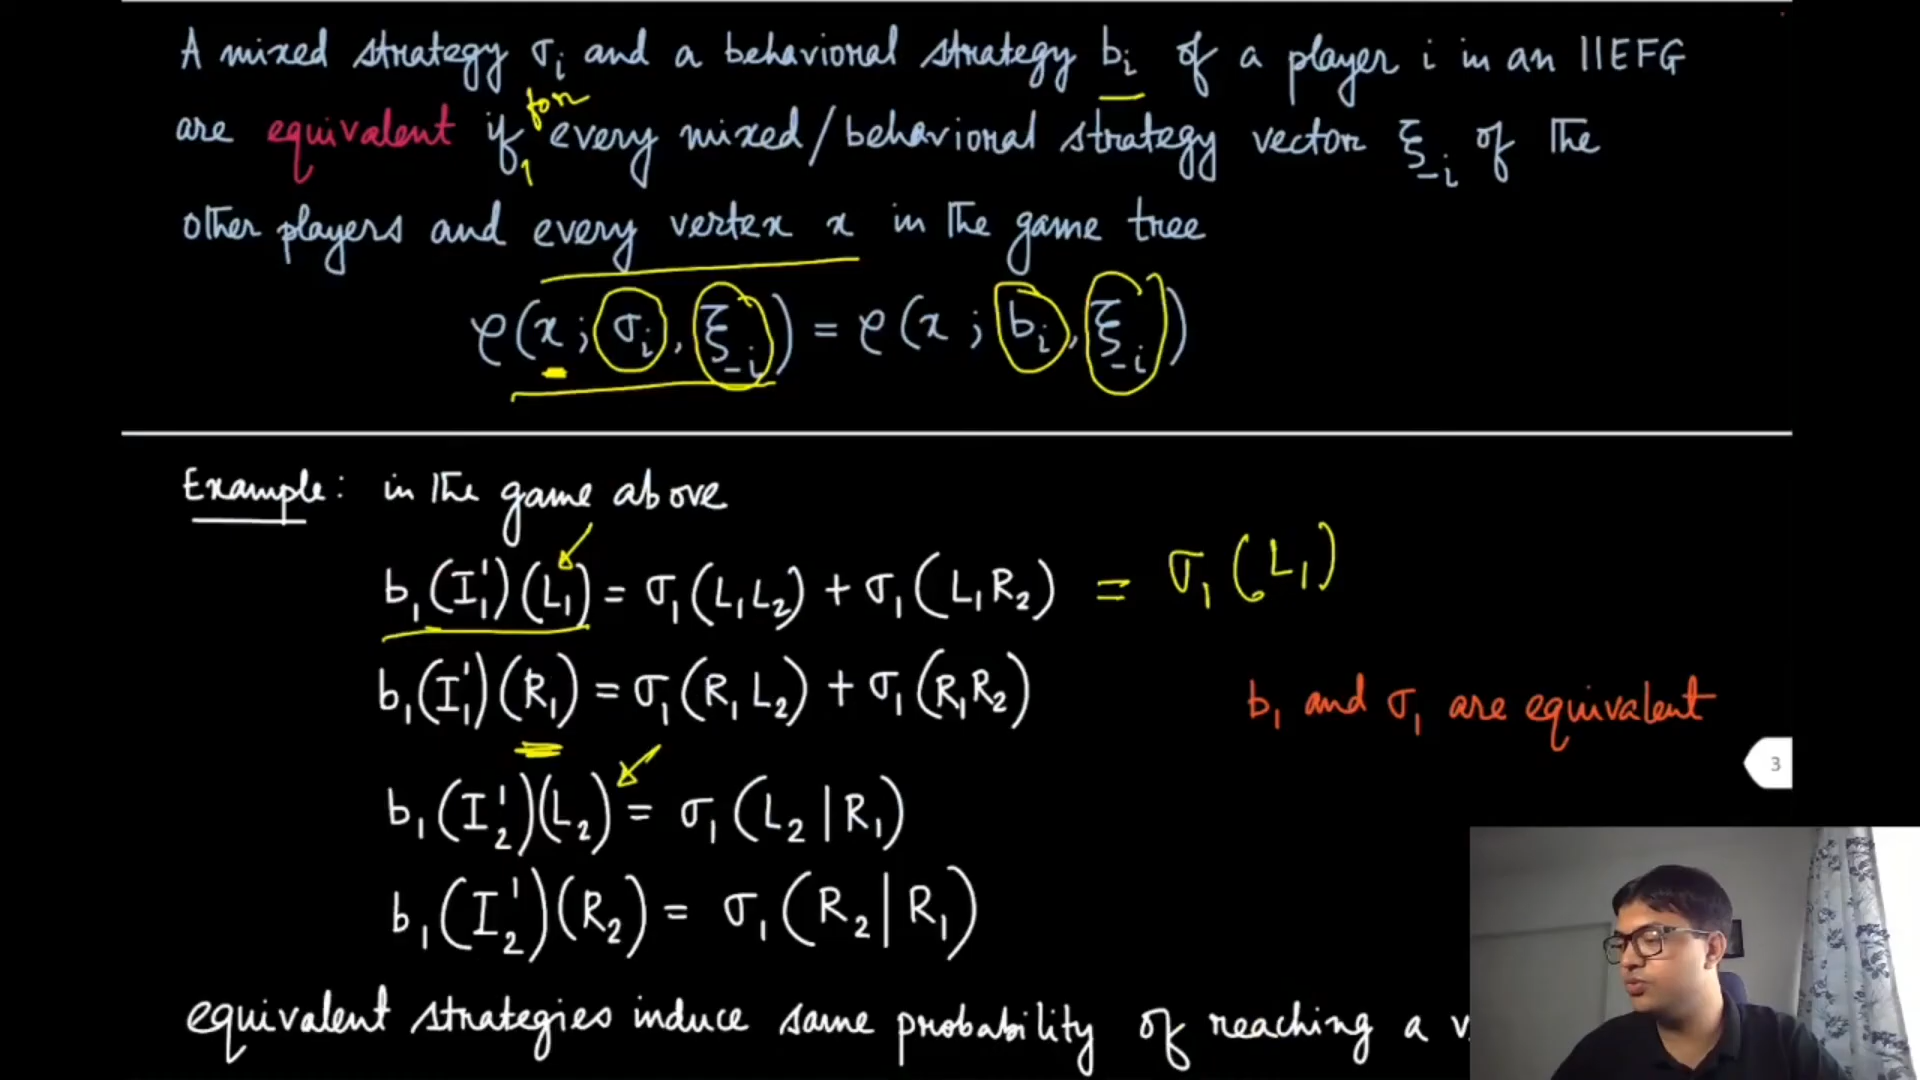 A mixed strategy σᵢ and a behavioral strategy bᵢ of a player i in an IIEFG
are equivalent if, for every mixed/behavioral strategy vector ξ₋ᵢ of the
other players and every vertex x in the game tree
ρ(x; σᵢ, ξ₋ᵢ) = ρ(x; bᵢ, ξ₋ᵢ)
Example: in the game above
b₁(I₁¹)(L₁) = σ₁(L₁L₂) + σ₁(L₁R₂) = σ₁(L₁)
b₁(I₁¹)(R₁) = σ₁(R₁L₂) + σ₁(R₁R₂)
b₁ and σ₁ are equivalent
3
b₁(I₂¹)(L₂) = σ₁(L₂|R₁)
b₁(I₂¹)(R₂) = σ₁(R₂|R₁)
equivalent strategies induce same probability of reaching a v